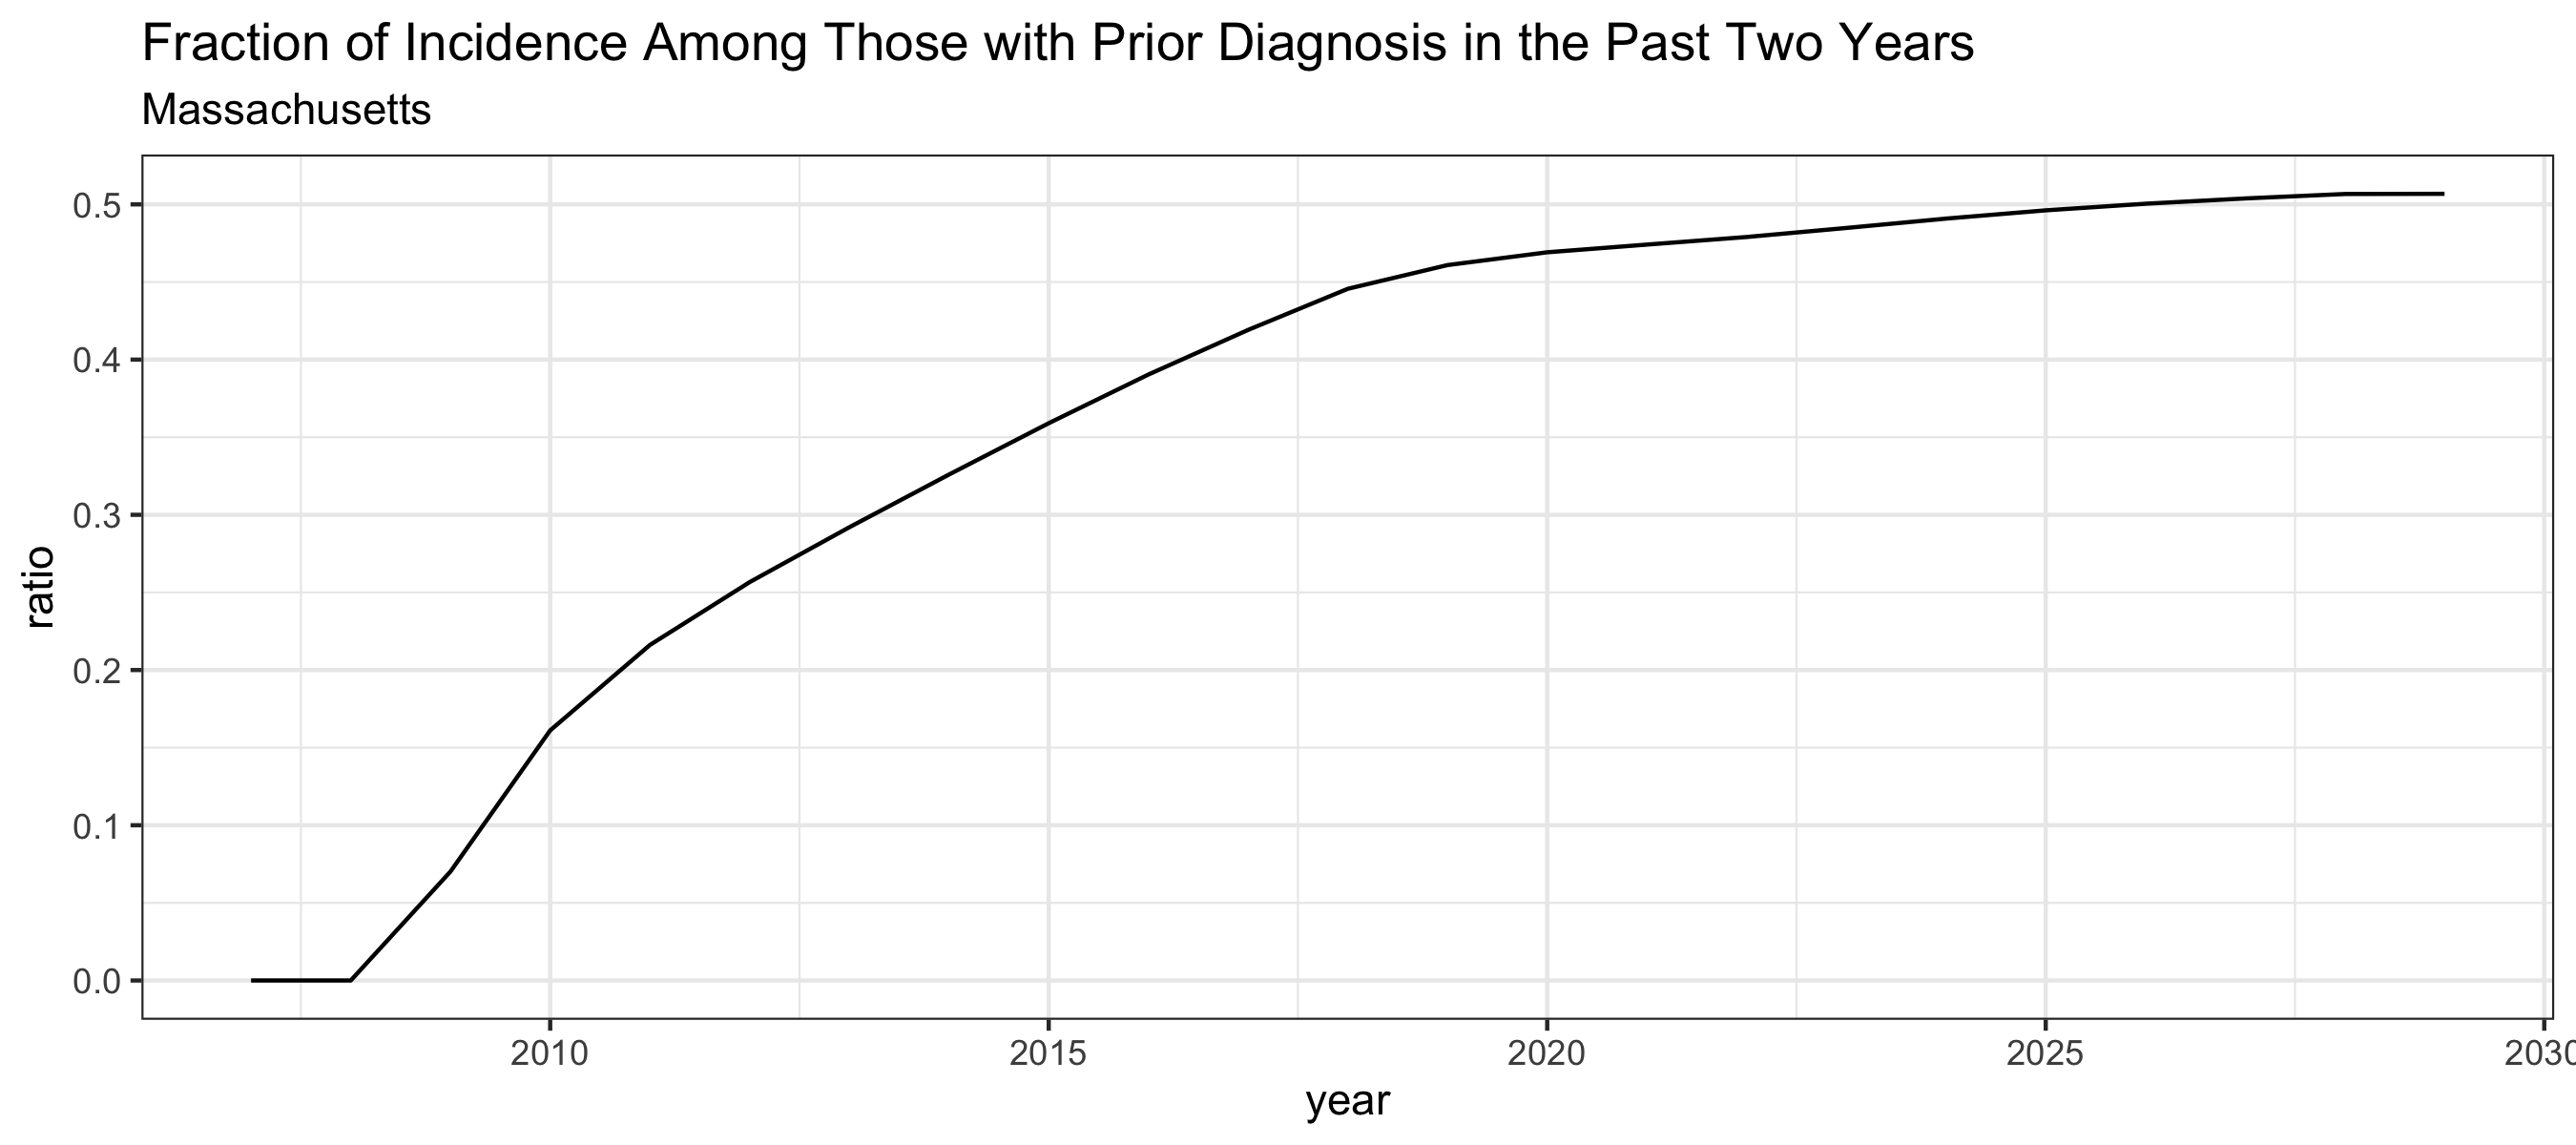 Fraction of Incidence Among Those with Prior Diagnosis in the Past Two Years
Massachusetts
0.5
0.4
0.3
0.2
0.1
0.0
ratio
2010 2015 2020 2025 2030
year